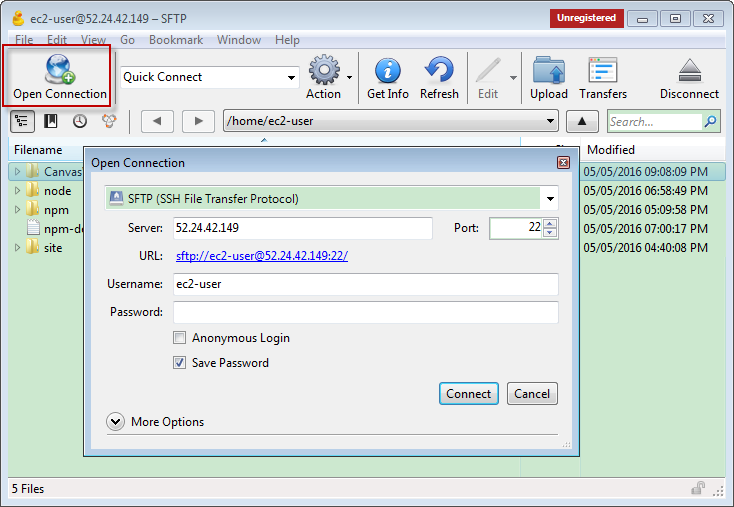 ec2-user@52.24.42.149 – SFTP
Unregistered
File Edit View Go Bookmark Window Help
Open Connection
Quick Connect
Action
Get Info
Refresh
Edit
Upload
Transfers
Disconnect
/home/ec2-user
Search...
Filename
Modified
Canvas
05/05/2016 09:08:09 PM
node
05/05/2016 06:58:49 PM
npm
05/05/2016 05:09:58 PM
npm-de
05/05/2016 07:00:17 PM
site
05/05/2016 04:40:08 PM
Open Connection
SFTP (SSH File Transfer Protocol)
Server: 52.24.42.149 Port: 22
URL: sftp://ec2-user@52.24.42.149:22/
Username: ec2-user
Password:
Anonymous Login
Save Password
Connect Cancel
More Options
5 Files